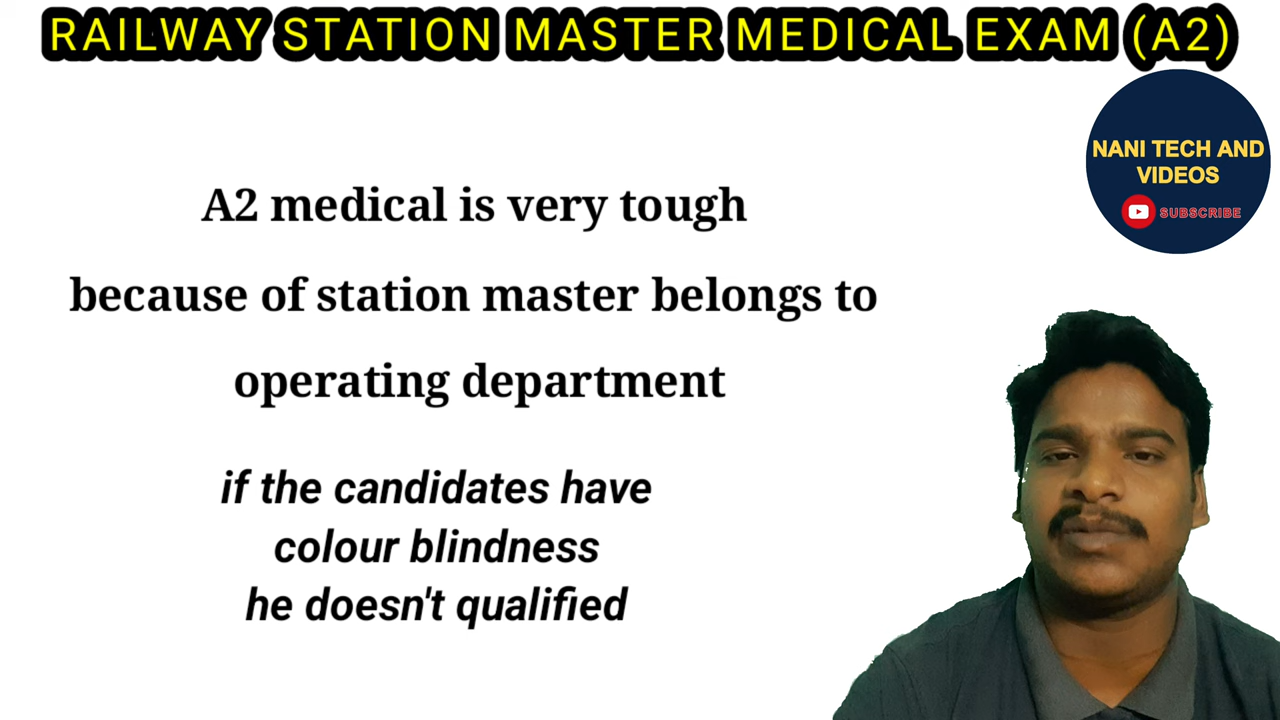 RAILWAY STATION MASTER MEDICAL EXAM (A2)
NANI TECH AND
VIDEOS
SUBSCRIBE
A2 medical is very tough
because of station master belongs to
operating department
if the candidates have
colour blindness
he doesn't qualified